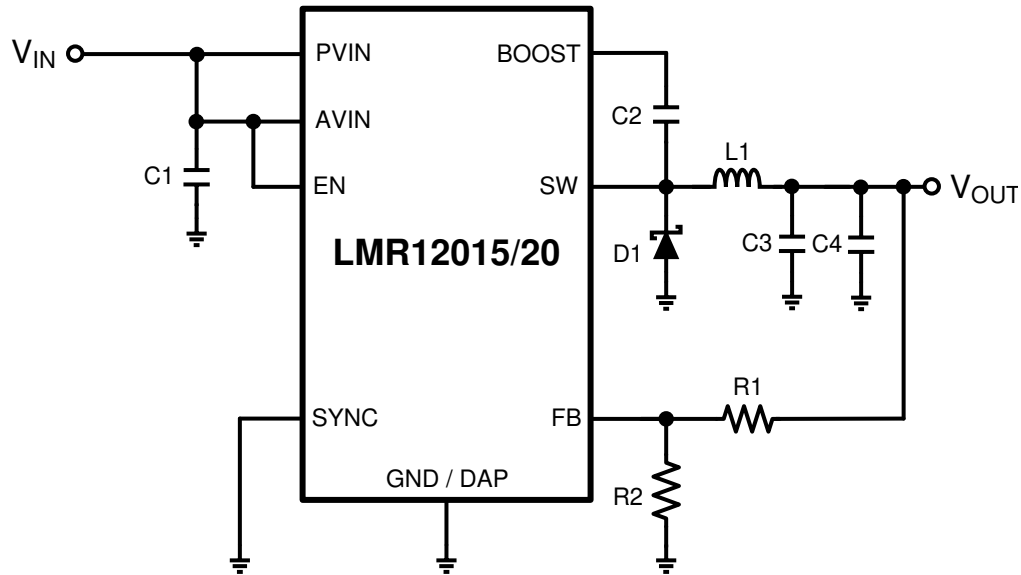 V_IN
PVIN
BOOST
C2
AVIN
L1
C1
EN
SW
V_OUT
LMR12015/20
D1
C3
C4
R1
SYNC
FB
GND / DAP
R2